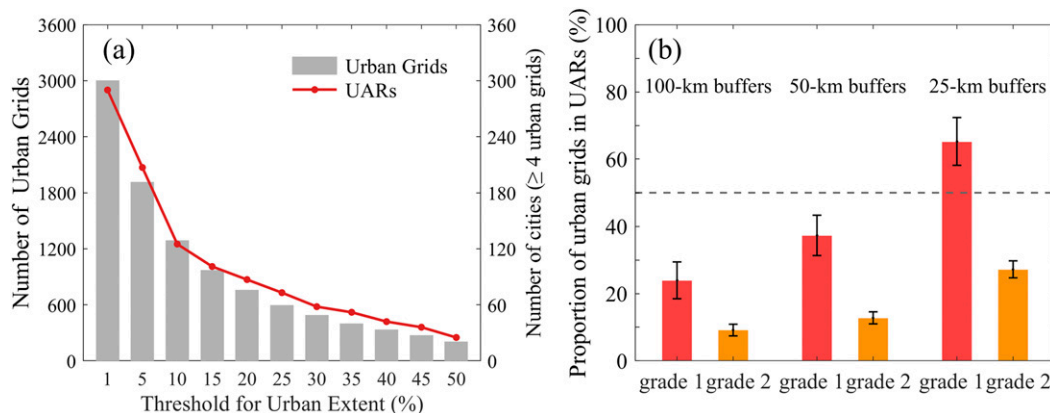 (a)
Urban Grids
UARs
Number of Urban Grids
3600
3000
2400
1800
1200
600
0
360
300
240
180
120
60
0
Number of cities (≥ 4 urban grids)
1 5 10 15 20 25 30 35 40 45 50
Threshold for Urban Extent (%)
(b)
Proportion of urban grids in UARs (%)
100
80
60
40
20
0
100-km buffers 50-km buffers 25-km buffers
grade 1 grade 2 grade 1 grade 2 grade 1 grade 2